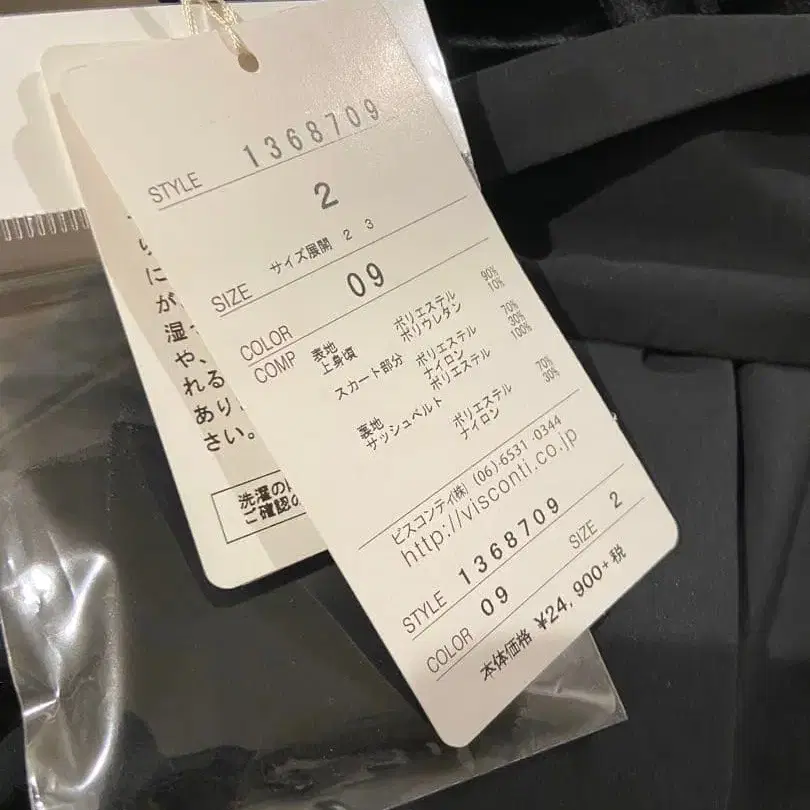 STYLE 1368709
2
サイズ展開 2 3
SIZE 09
COLOR
COMP 表地
上身頃 ポリエステル 90%
ポリウレタン 10%
スカート部分 ポリエステル 70%
ナイロン 30%
裏地 ポリエステル 100%
サッシュベルト ポリエステル 70%
ナイロン 30%
ビスコンティ(株) (06)-6531-0344
http://visconti.co.jp
STYLE 1368709 SIZE 2
COLOR 09
本体価格 ¥24,900+税
に
が
湿
や、
れる
あり
さい。
洗濯の
ご確認の